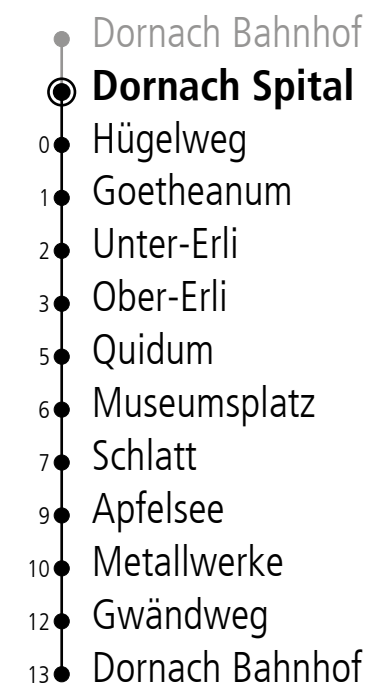 Dornach Bahnhof
Dornach Spital
0 Hügelweg
1 Goetheanum
2 Unter-Erli
3 Ober-Erli
5 Quidum
6 Museumsplatz
7 Schlatt
9 Apfelsee
10 Metallwerke
12 Gwändweg
13 Dornach Bahnhof